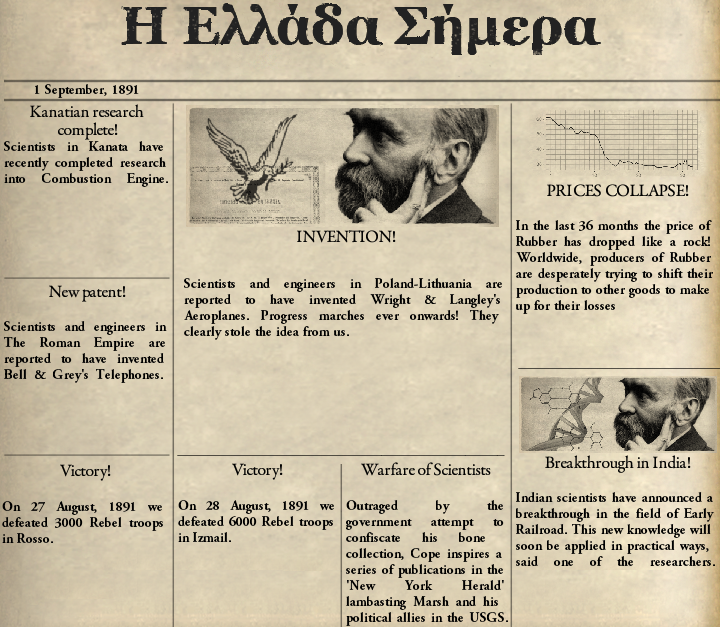 Η Ελλάδα Σήμερα
1 September, 1891
Kanatian research
complete!
Scientists in Kanata have
recently completed research
into Combustion Engine.
New patent!
Scientists and engineers in
The Roman Empire are
reported to have invented
Bell & Grey's Telephones.
INVENTION!
Scientists and engineers in Poland-Lithuania are
reported to have invented Wright & Langley's
Aeroplanes. Progress marches ever onwards! They
clearly stole the idea from us.
PRICES COLLAPSE!
In the last 36 months the price of
Rubber has dropped like a rock!
Worldwide, producers of Rubber
are desperately trying to shift their
production to other goods to make
up for their losses
Breakthrough in India!
Indian scientists have announced a
breakthrough in the field of Early
Railroad. This new knowledge will
soon be applied in practical ways,
said one of the researchers.
Victory!
On 27 August, 1891 we
defeated 3000 Rebel troops
in Rosso.
Victory!
On 28 August, 1891 we
defeated 6000 Rebel troops
in Izmail.
Warfare of Scientists
Outraged by the
government attempt to
confiscate his bone
collection, Cope inspires a
series of publications in the
'New York Herald'
lambasting Marsh and his
political allies in the USGS.